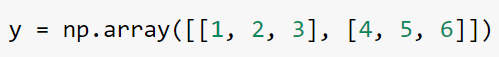 y = np.array([[1, 2, 3], [4, 5, 6]])